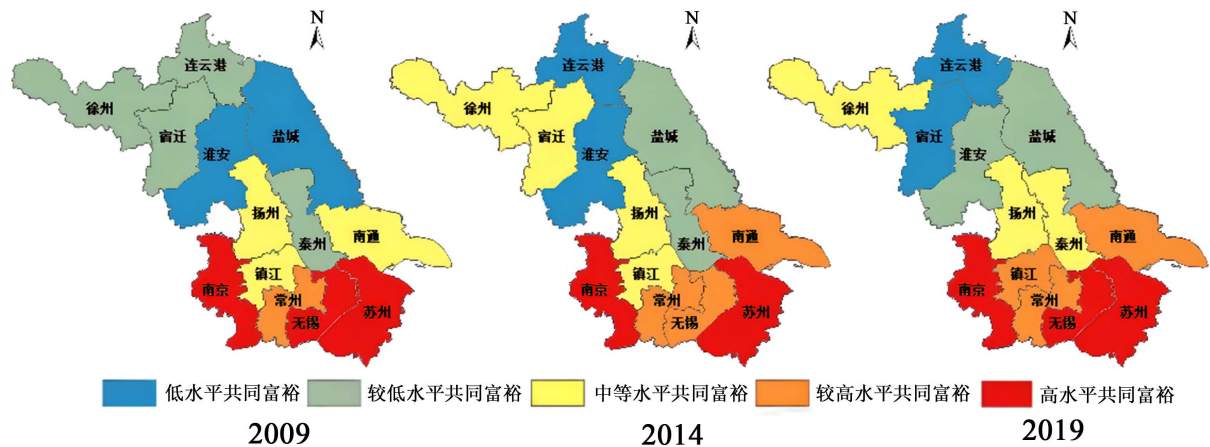 N
N
N
连云港
徐州
宿迁
淮安
盐城
扬州
泰州
南通
镇江
南京
常州
无锡
苏州
连云港
徐州
宿迁
淮安
盐城
扬州
泰州
南通
镇江
南京
常州
无锡
苏州
连云港
徐州
宿迁
淮安
盐城
扬州
泰州
南通
镇江
南京
常州
无锡
苏州
低水平共同富裕
较低水平共同富裕
中等水平共同富裕
较高水平共同富裕
高水平共同富裕
2009
2014
2019